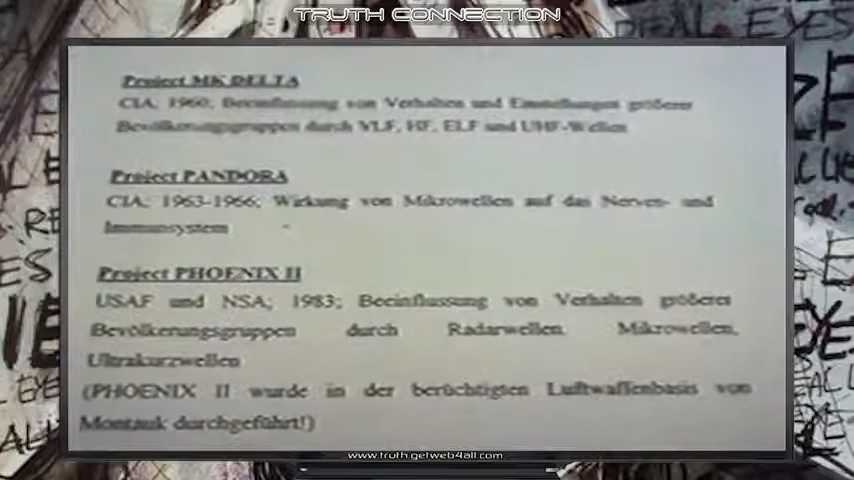 TRUTH CONNECTION
Project MK DELTA
CIA; 1960; Beeinflussung von Verhalten und Einstellungen größerer
Bevölkerungsgruppen durch VLF, HF, ELF und UHF-Wellen
Project PANDORA
CIA; 1963-1966; Wirkung von Mikrowellen auf das Nerven- und
Immunsystem
Project PHOENIX II
USAF und NSA; 1983; Beeinflussung von Verhalten größerer
Bevölkerungsgruppen durch Radarwellen, Mikrowellen,
Ultrakurzwellen
(PHOENIX II wurde in der berüchtigten Luftwaffenbasis von
Montauk durchgeführt!)
www.truth.getweb4all.com
EYES
EYES